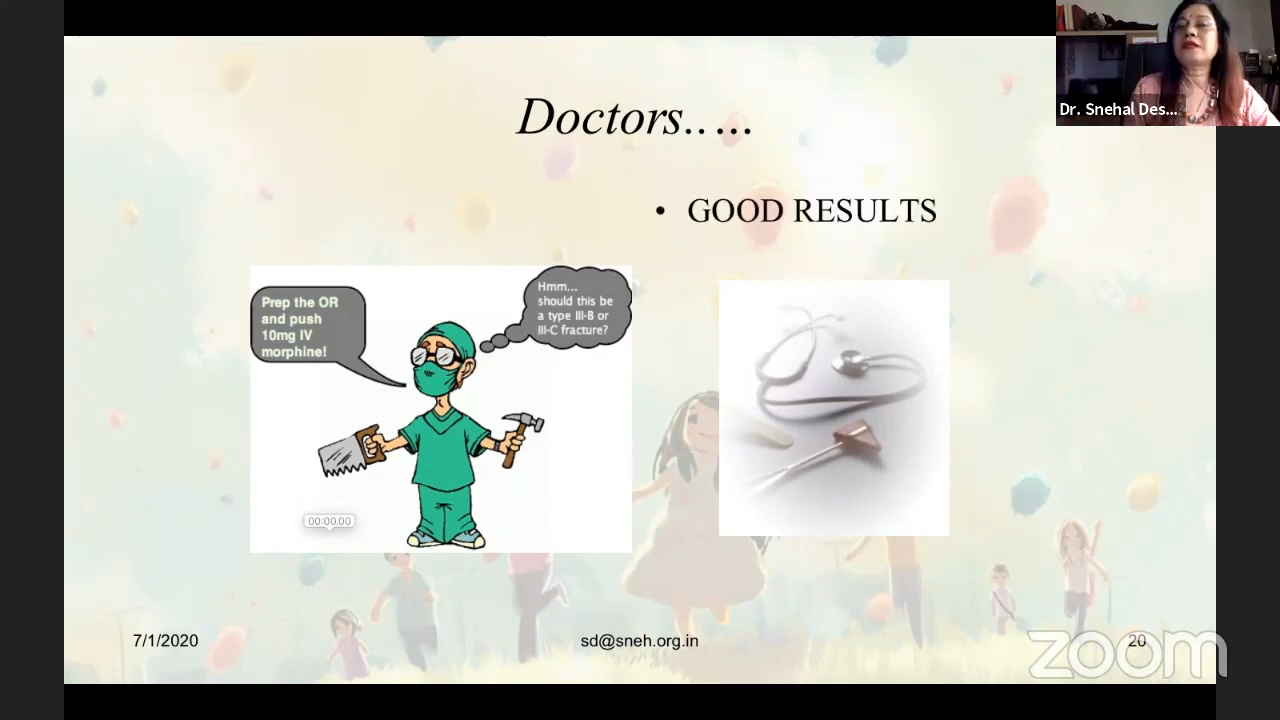 Dr. Snehal Des...
Doctors.....
• GOOD RESULTS
Prep the OR
and push
10mg IV
morphine!
Hmm...
should this be
a type III-B or
III-C fracture?
00:00.00
7/1/2020
sd@sneh.org.in
20
zoom